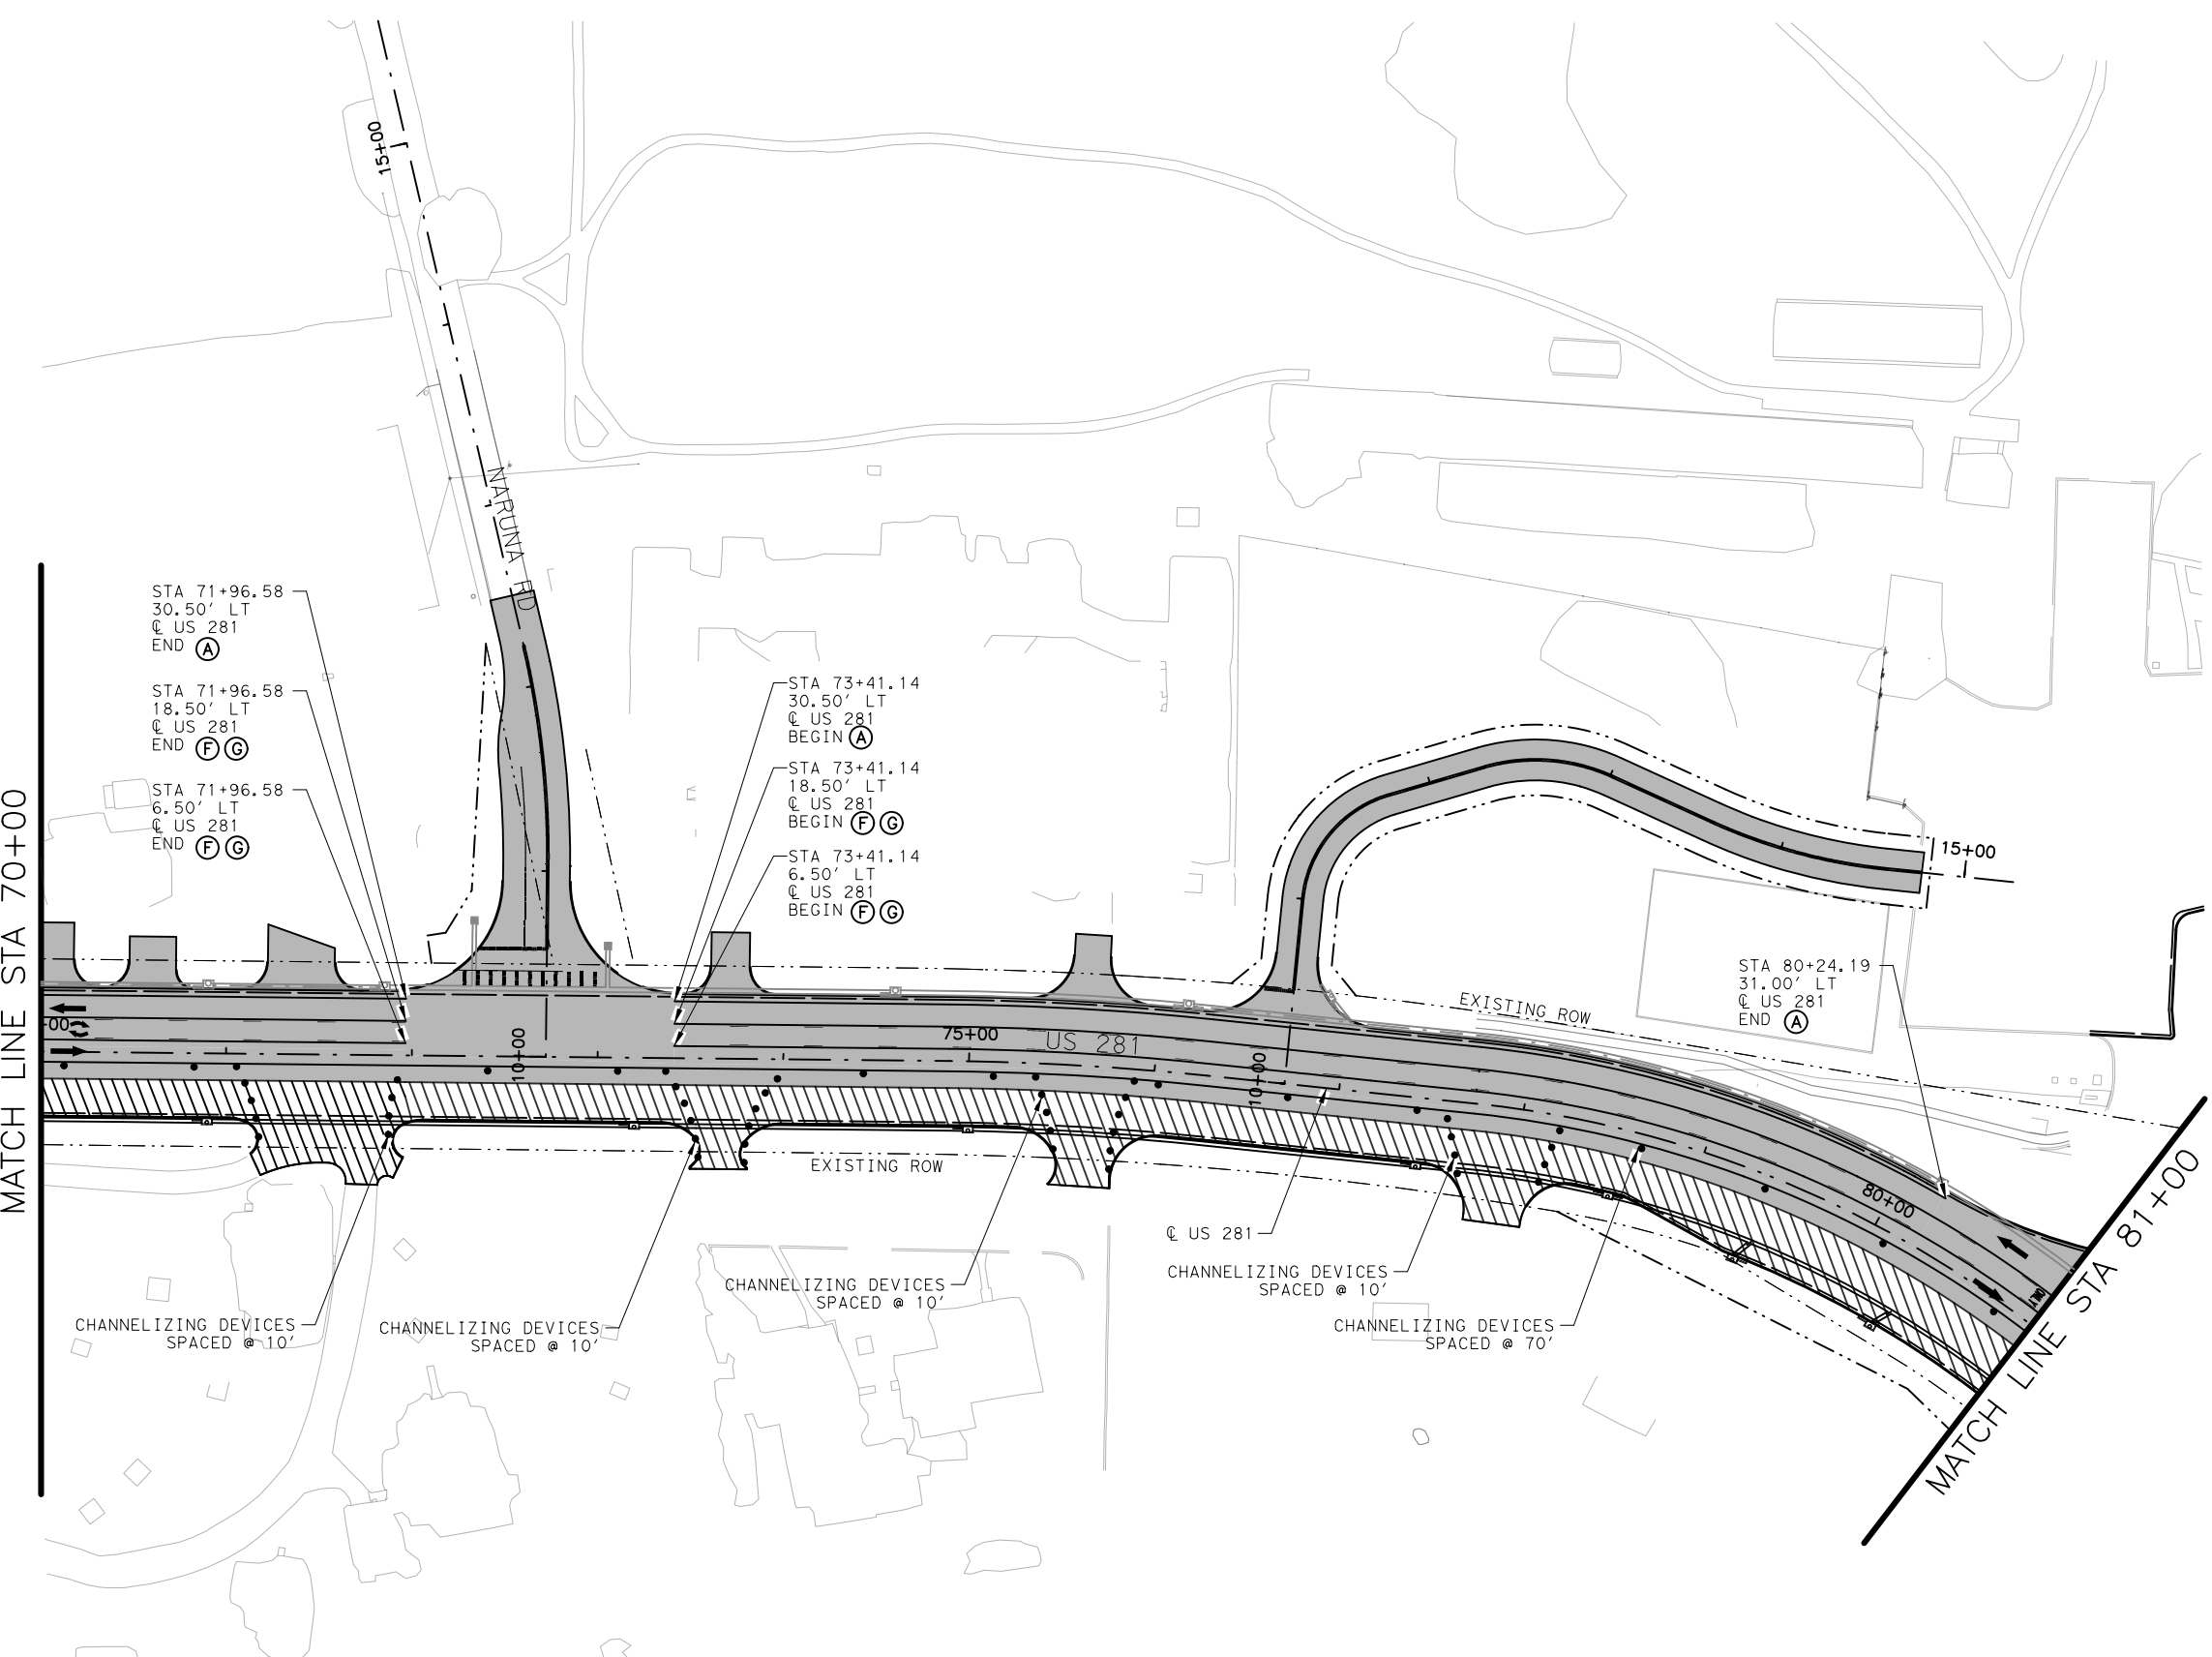 15+00
NARUNA RD
STA 71+96.58
30.50' LT
℄ US 281
END A
STA 71+96.58
18.50' LT
℄ US 281
END F G
STA 71+96.58
6.50' LT
℄ US 281
END F G
STA 73+41.14
30.50' LT
℄ US 281
BEGIN A
STA 73+41.14
18.50' LT
℄ US 281
BEGIN F G
STA 73+41.14
6.50' LT
℄ US 281
BEGIN F G
MATCH LINE STA 70+00
15+00
STA 80+24.19
31.00' LT
℄ US 281
END A
EXISTING ROW
+00
10+00
75+00
US 281
10+00
EXISTING ROW
80+00
ONLY
℄ US 281
CHANNELIZING DEVICES
SPACED @ 10'
CHANNELIZING DEVICES
SPACED @ 10'
CHANNELIZING DEVICES
SPACED @ 10'
CHANNELIZING DEVICES
SPACED @ 10'
CHANNELIZING DEVICES
SPACED @ 70'
MATCH LINE STA 81+00